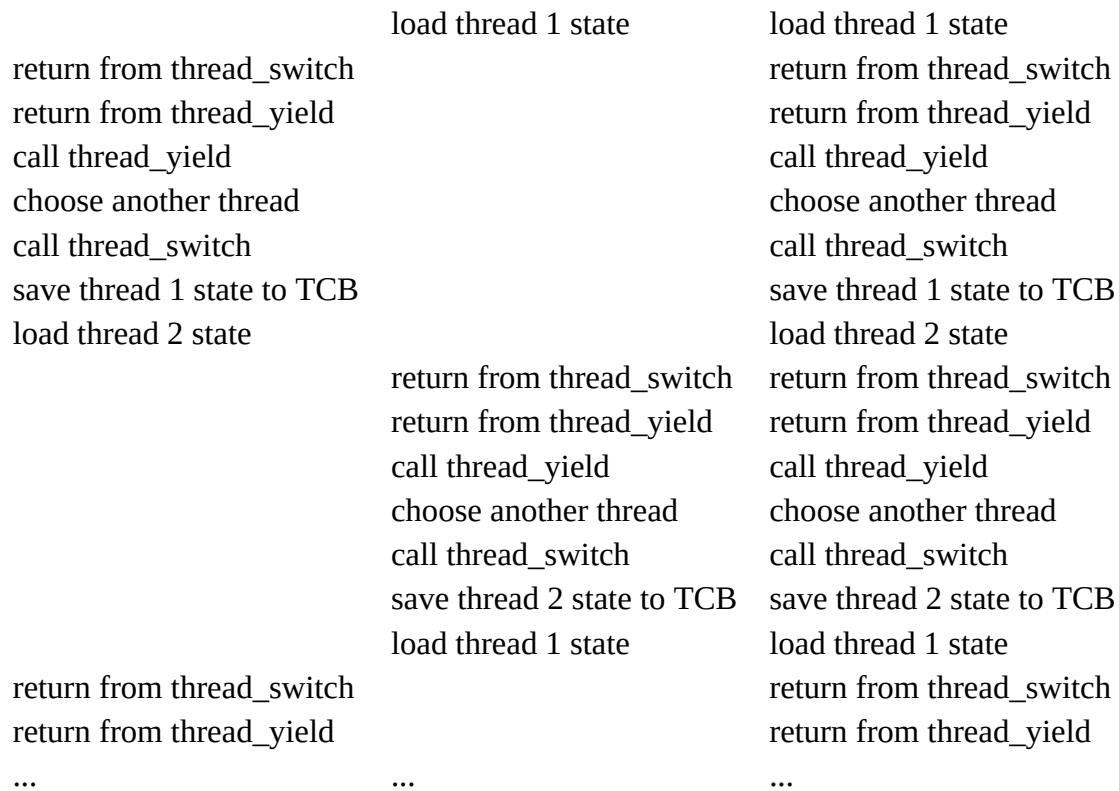 load thread 1 state load thread 1 state
return from thread_switch return from thread_switch
return from thread_yield return from thread_yield
call thread_yield call thread_yield
choose another thread choose another thread
call thread_switch call thread_switch
save thread 1 state to TCB save thread 1 state to TCB
load thread 2 state load thread 2 state
return from thread_switch return from thread_switch
return from thread_yield return from thread_yield
call thread_yield call thread_yield
choose another thread choose another thread
call thread_switch call thread_switch
save thread 2 state to TCB save thread 2 state to TCB
load thread 1 state load thread 1 state
return from thread_switch return from thread_switch
return from thread_yield return from thread_yield
... ... ...